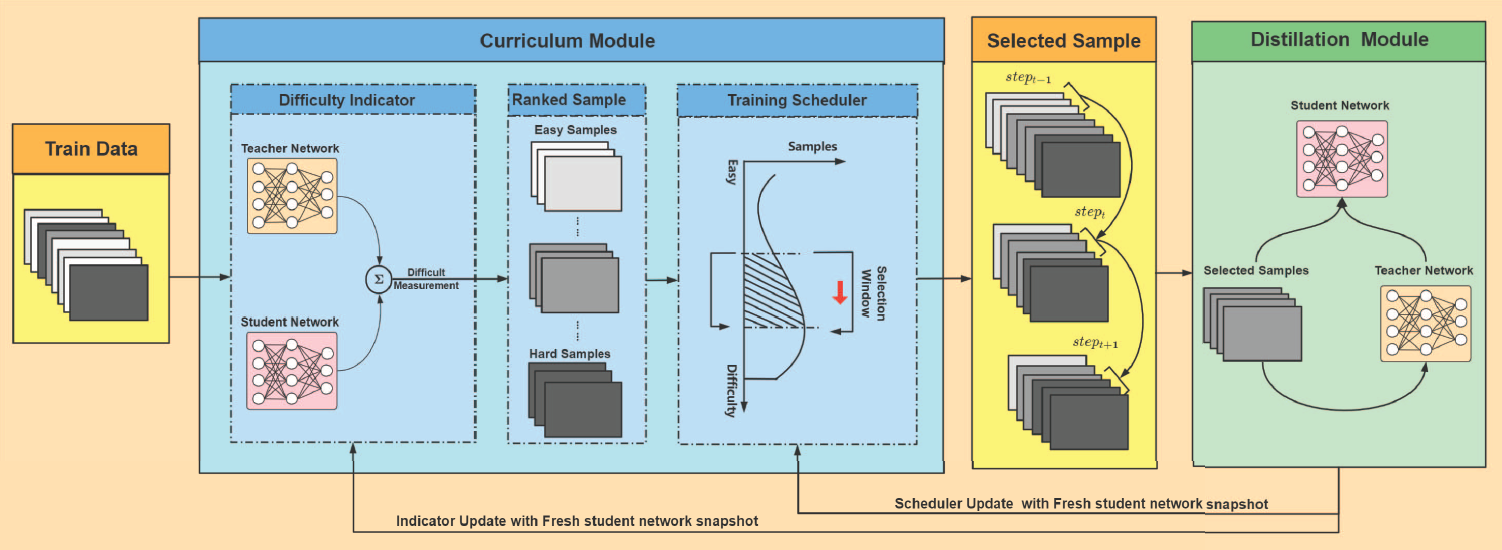 Curriculum Module
Selected Sample
Distillation Module
Train Data
Difficulty Indicator
Teacher Network
Student Network
Σ
Difficult
Measurement
Ranked Sample
Easy Samples
Hard Samples
Training Scheduler
Samples
Easy
Difficulty
Selection
Window
step_{t-1}
step_t
step_{t+1}
Student Network
Selected Samples
Teacher Network
Scheduler Update with Fresh student network snapshot
Indicator Update with Fresh student network snapshot